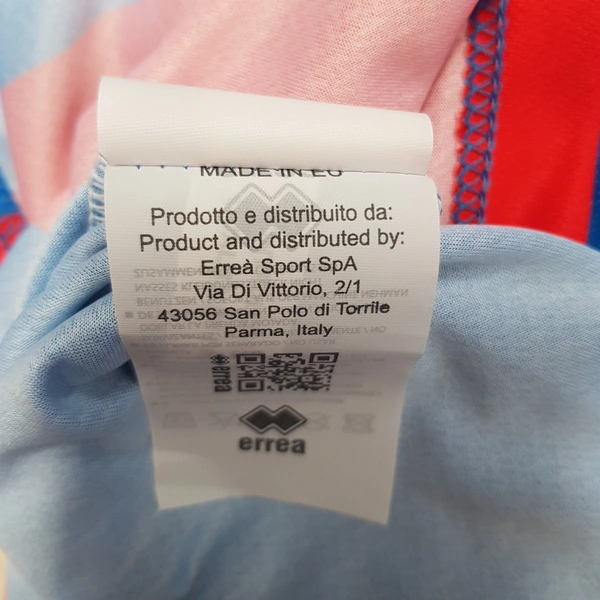 MADE IN EU
Prodotto e distribuito da:
Product and distributed by:
Erreà Sport SpA
Via Di Vittorio, 2/1
43056 San Polo di Torrile
Parma, Italy
errea
errea